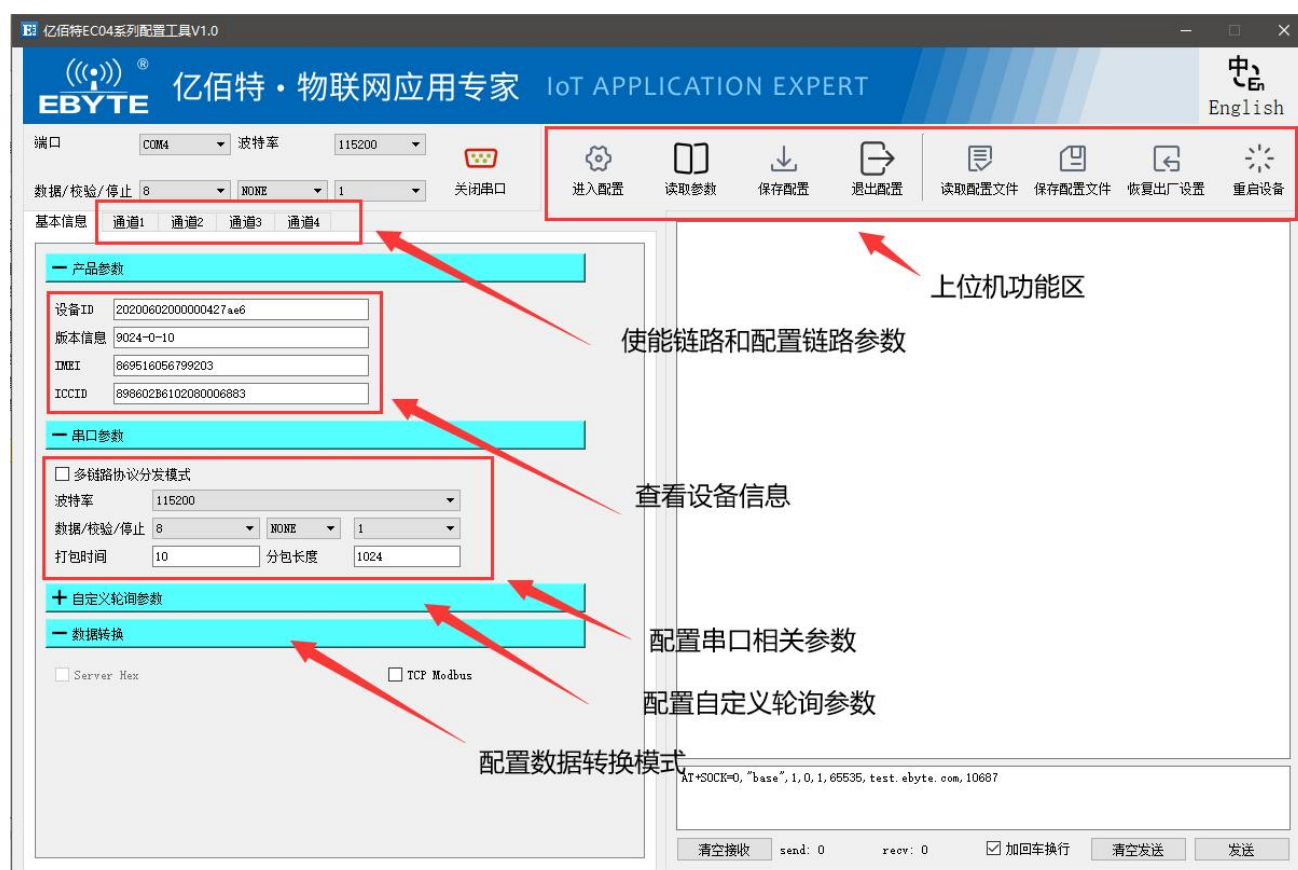 亿佰特EC04系列配置工具V1.0
((•)) ®
EBYTE
亿佰特・物联网应用专家 IoT APPLICATION EXPERT
中 En
English
端口 COM4 波特率 115200
数据/校验/停止 8 NONE 1 关闭串口
进入配置 读取参数 保存配置 退出配置 读取配置文件 保存配置文件 恢复出厂设置 重启设备
基本信息 通道1 通道2 通道3 通道4
产品参数
上位机功能区
设备ID 20200602000000427ae6
版本信息 9024-0-10
使能链路和配置链路参数
IMEI 869516056799203
ICCID 898602B6102080006883
串口参数
多链路协议分发模式
查看设备信息
波特率 115200
数据/校验/停止 8 NONE 1
打包时间 10 分包长度 1024
自定义轮询参数
数据转换
配置串口相关参数
Server Hex TCP Modbus
配置自定义轮询参数
配置数据转换模式
AT+SOCK=0,"base",1,0,1,65535,test.ebyte.com,10687
清空接收 send: 0 recv: 0 加回车换行 清空发送 发送